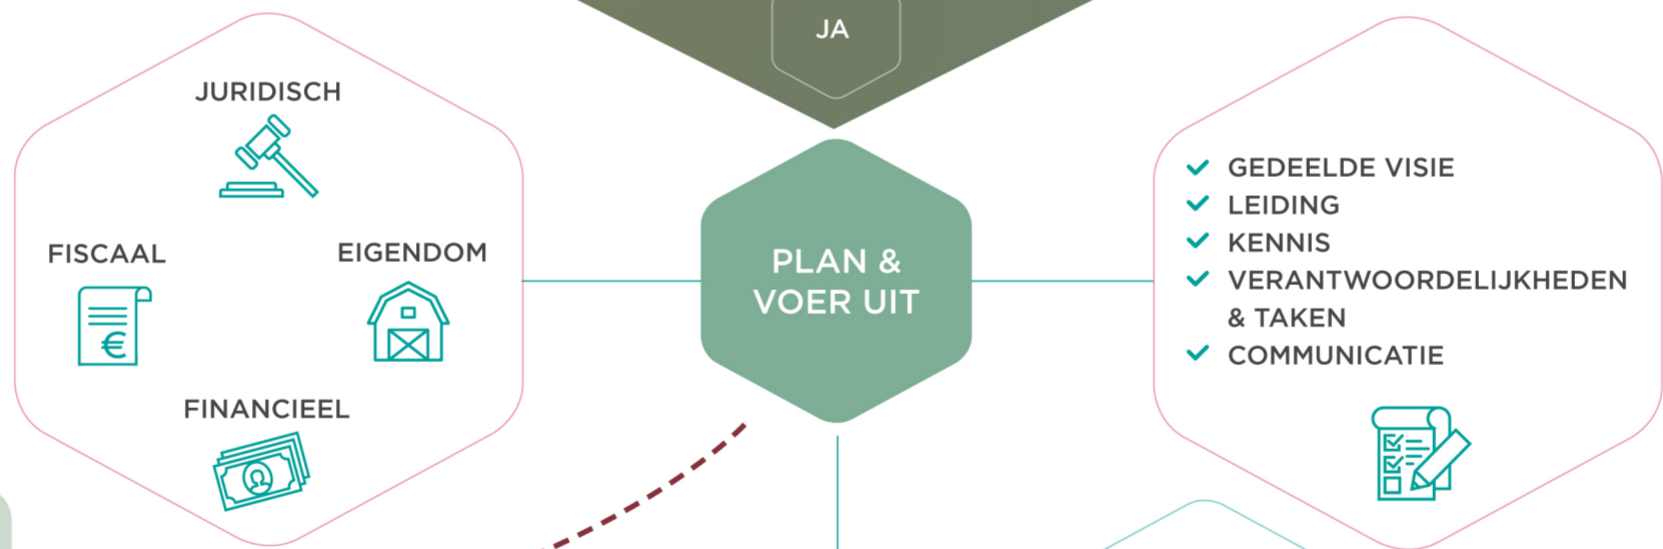 JA
JURIDISCH
FISCAAL
EIGENDOM
€
FINANCIEEL
PLAN &
VOER UIT
GEDEELDE VISIE
LEIDING
KENNIS
VERANTWOORDELIJKHEDEN
& TAKEN
COMMUNICATIE